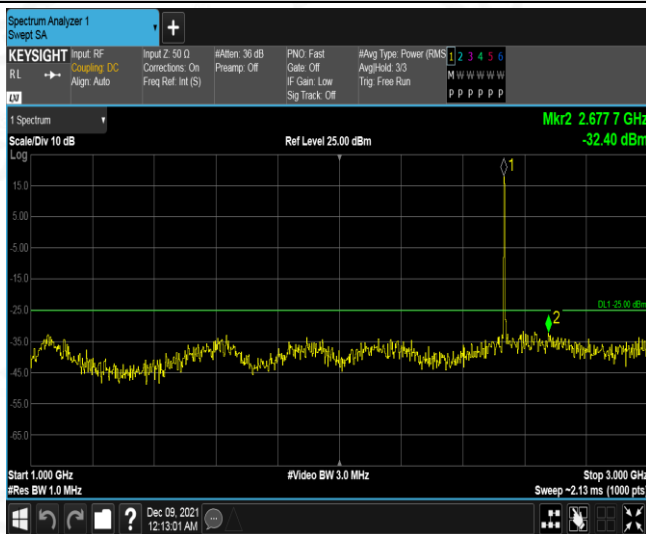 Spectrum Analyzer 1
Swept SA
+
KEYSIGHT Input: RF Input Z: 50 Ω #Atten: 36 dB PNO: Fast #Avg Type: Power (RMS 1 2 3 4 5 6
RL Coupling: DC Corrections: On Preamp: Off Gate: Off Avg|Hold: 3/3 M W W W W W
Align: Auto Freq Ref: Int (S) IF Gain: Low Trig: Free Run
LXI Sig Track: Off P P P P P P
1 Spectrum Mkr2 2.677 7 GHz
Scale/Div 10 dB Ref Level 25.00 dBm -32.40 dBm
Log
1
15.0
5.00
-5.00
-15.0
-25.0 DL1 -25.00 dBm
2
-35.0
-45.0
-55.0
-65.0
Start 1.000 GHz #Video BW 3.0 MHz Stop 3.000 GHz
#Res BW 1.0 MHz Sweep ~2.13 ms (1000 pts)
? Dec 09, 2021
12:13:01 AM